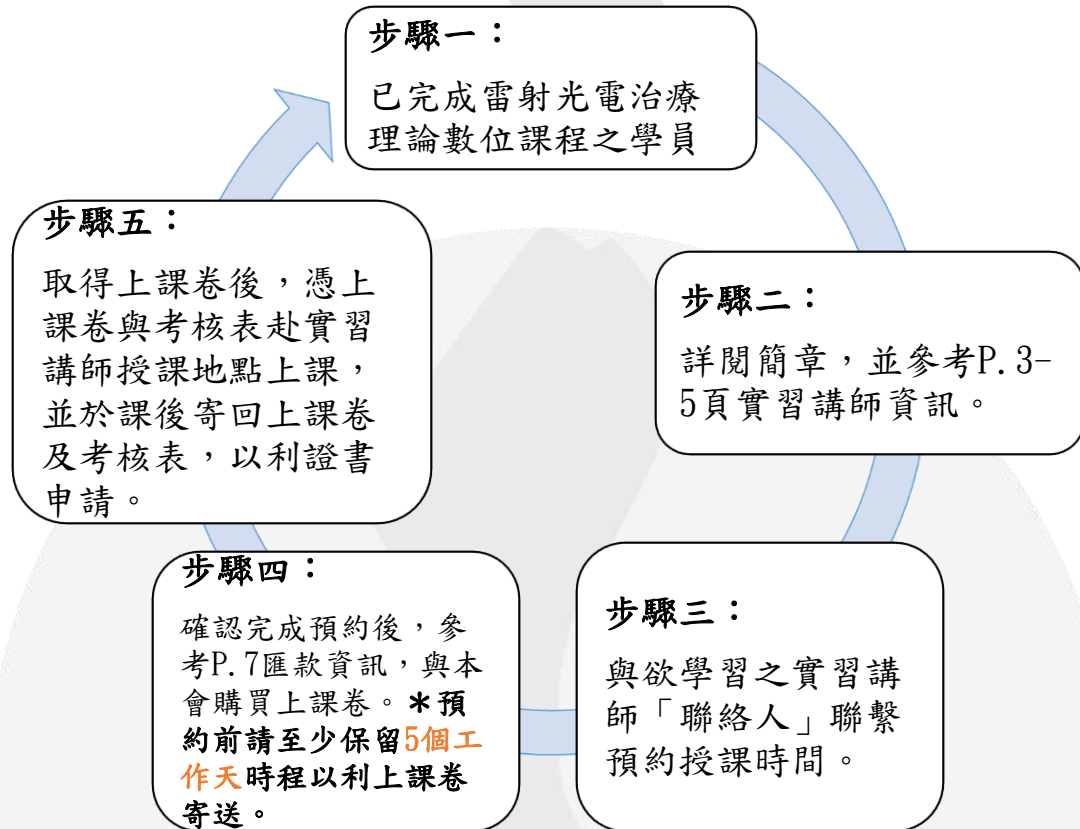 步驟一：
已完成雷射光電治療
理論數位課程之學員
步驟二：
詳閱簡章，並參考P.3-
5頁實習講師資訊。
步驟三：
與欲學習之實習講
師「聯絡人」聯繫
預約授課時間。
步驟四：
確認完成預約後，參
考P.7匯款資訊，與本
會購買上課卷。＊預
約前請至少保留5個工
作天時程以利上課卷
寄送。
步驟五：
取得上課卷後，憑上
課卷與考核表赴實習
講師授課地點上課，
並於課後寄回上課卷
及考核表，以利證書
申請。